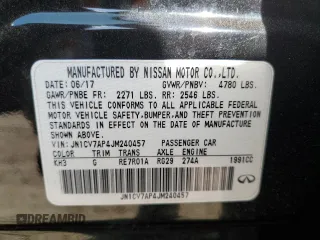 MANUFACTURED BY NISSAN MOTOR CO.,LTD.
DATE: 06/17 GVWR/PNBV: 4780 LBS.
GAWR/PNBE FR: 2271 LBS. RR: 2546 LBS.
THIS VEHICLE CONFORMS TO ALL APPLICABLE FEDERAL
MOTOR VEHICLE SAFETY,BUMPER,AND THEFT
PREVENTION STANDARDS IN EFFECT ON THE DATE OF
MANUFACTURE SHOWN ABOVE.
VIN:JN1CV7AP4JM240457 PASSENGER CAR
COLOR TRIM TRANS AXLE ENGINE
KH3 G RE7R01A R029 274A 1991CC
JN1CV7AP4JM240457
INFINITI
DREAMBID